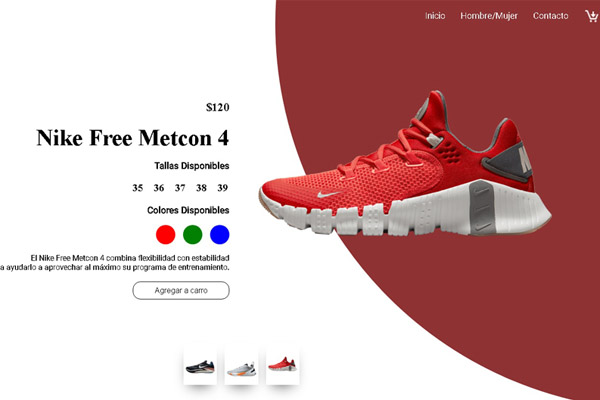 Inicio Hombre/Mujer Contacto
$120
Nike Free Metcon 4
Tallas Disponibles
35 36 37 38 39
Colores Disponibles
El Nike Free Metcon 4 combina flexibilidad con estabilidad
a ayudarlo a aprovechar al máximo su programa de entrenamiento.
Agregar a carro